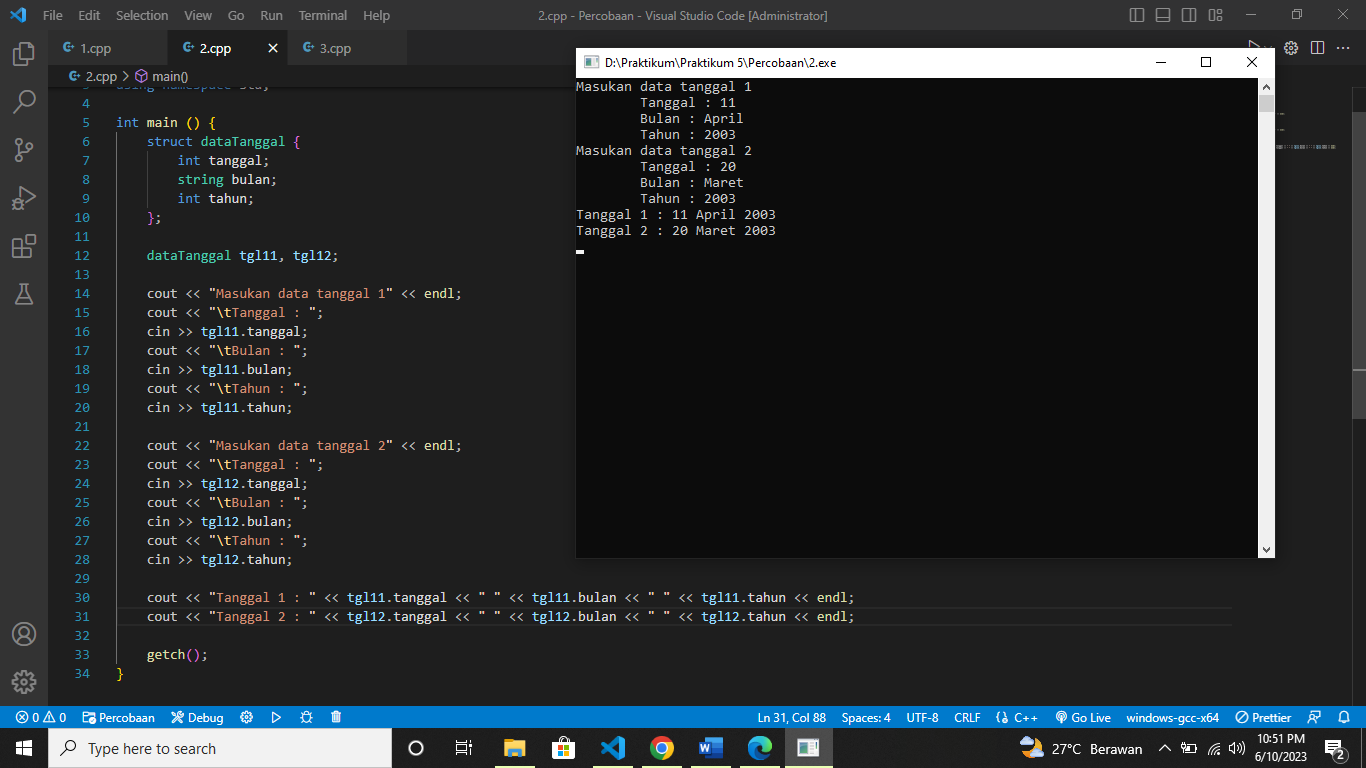 File Edit Selection View Go Run Terminal Help
2.cpp - Percobaan - Visual Studio Code [Administrator]
1.cpp
2.cpp
3.cpp
2.cpp > main()
3 using namespace std;
4
5 int main () {
6 struct dataTanggal {
7 int tanggal;
8 string bulan;
9 int tahun;
10 };
11
12 dataTanggal tgl11, tgl12;
13
14 cout << "Masukan data tanggal 1" << endl;
15 cout << "\tTanggal : ";
16 cin >> tgl11.tanggal;
17 cout << "\tBulan : ";
18 cin >> tgl11.bulan;
19 cout << "\tTahun : ";
20 cin >> tgl11.tahun;
21
22 cout << "Masukan data tanggal 2" << endl;
23 cout << "\tTanggal : ";
24 cin >> tgl12.tanggal;
25 cout << "\tBulan : ";
26 cin >> tgl12.bulan;
27 cout << "\tTahun : ";
28 cin >> tgl12.tahun;
29
30 cout << "Tanggal 1 : " << tgl11.tanggal << " " << tgl11.bulan << " " << tgl11.tahun << endl;
31 cout << "Tanggal 2 : " << tgl12.tanggal << " " << tgl12.bulan << " " << tgl12.tahun << endl;
32
33 getch();
34 }
D:\Praktikum\Praktikum 5\Percobaan\2.exe
Masukan data tanggal 1
Tanggal : 11
Bulan : April
Tahun : 2003
Masukan data tanggal 2
Tanggal : 20
Bulan : Maret
Tahun : 2003
Tanggal 1 : 11 April 2003
Tanggal 2 : 20 Maret 2003
0 0 Percobaan Debug
Ln 31, Col 88 Spaces: 4 UTF-8 CRLF C++ Go Live windows-gcc-x64 Prettier
Type here to search
27°C Berawan
10:51 PM
6/10/2023
2